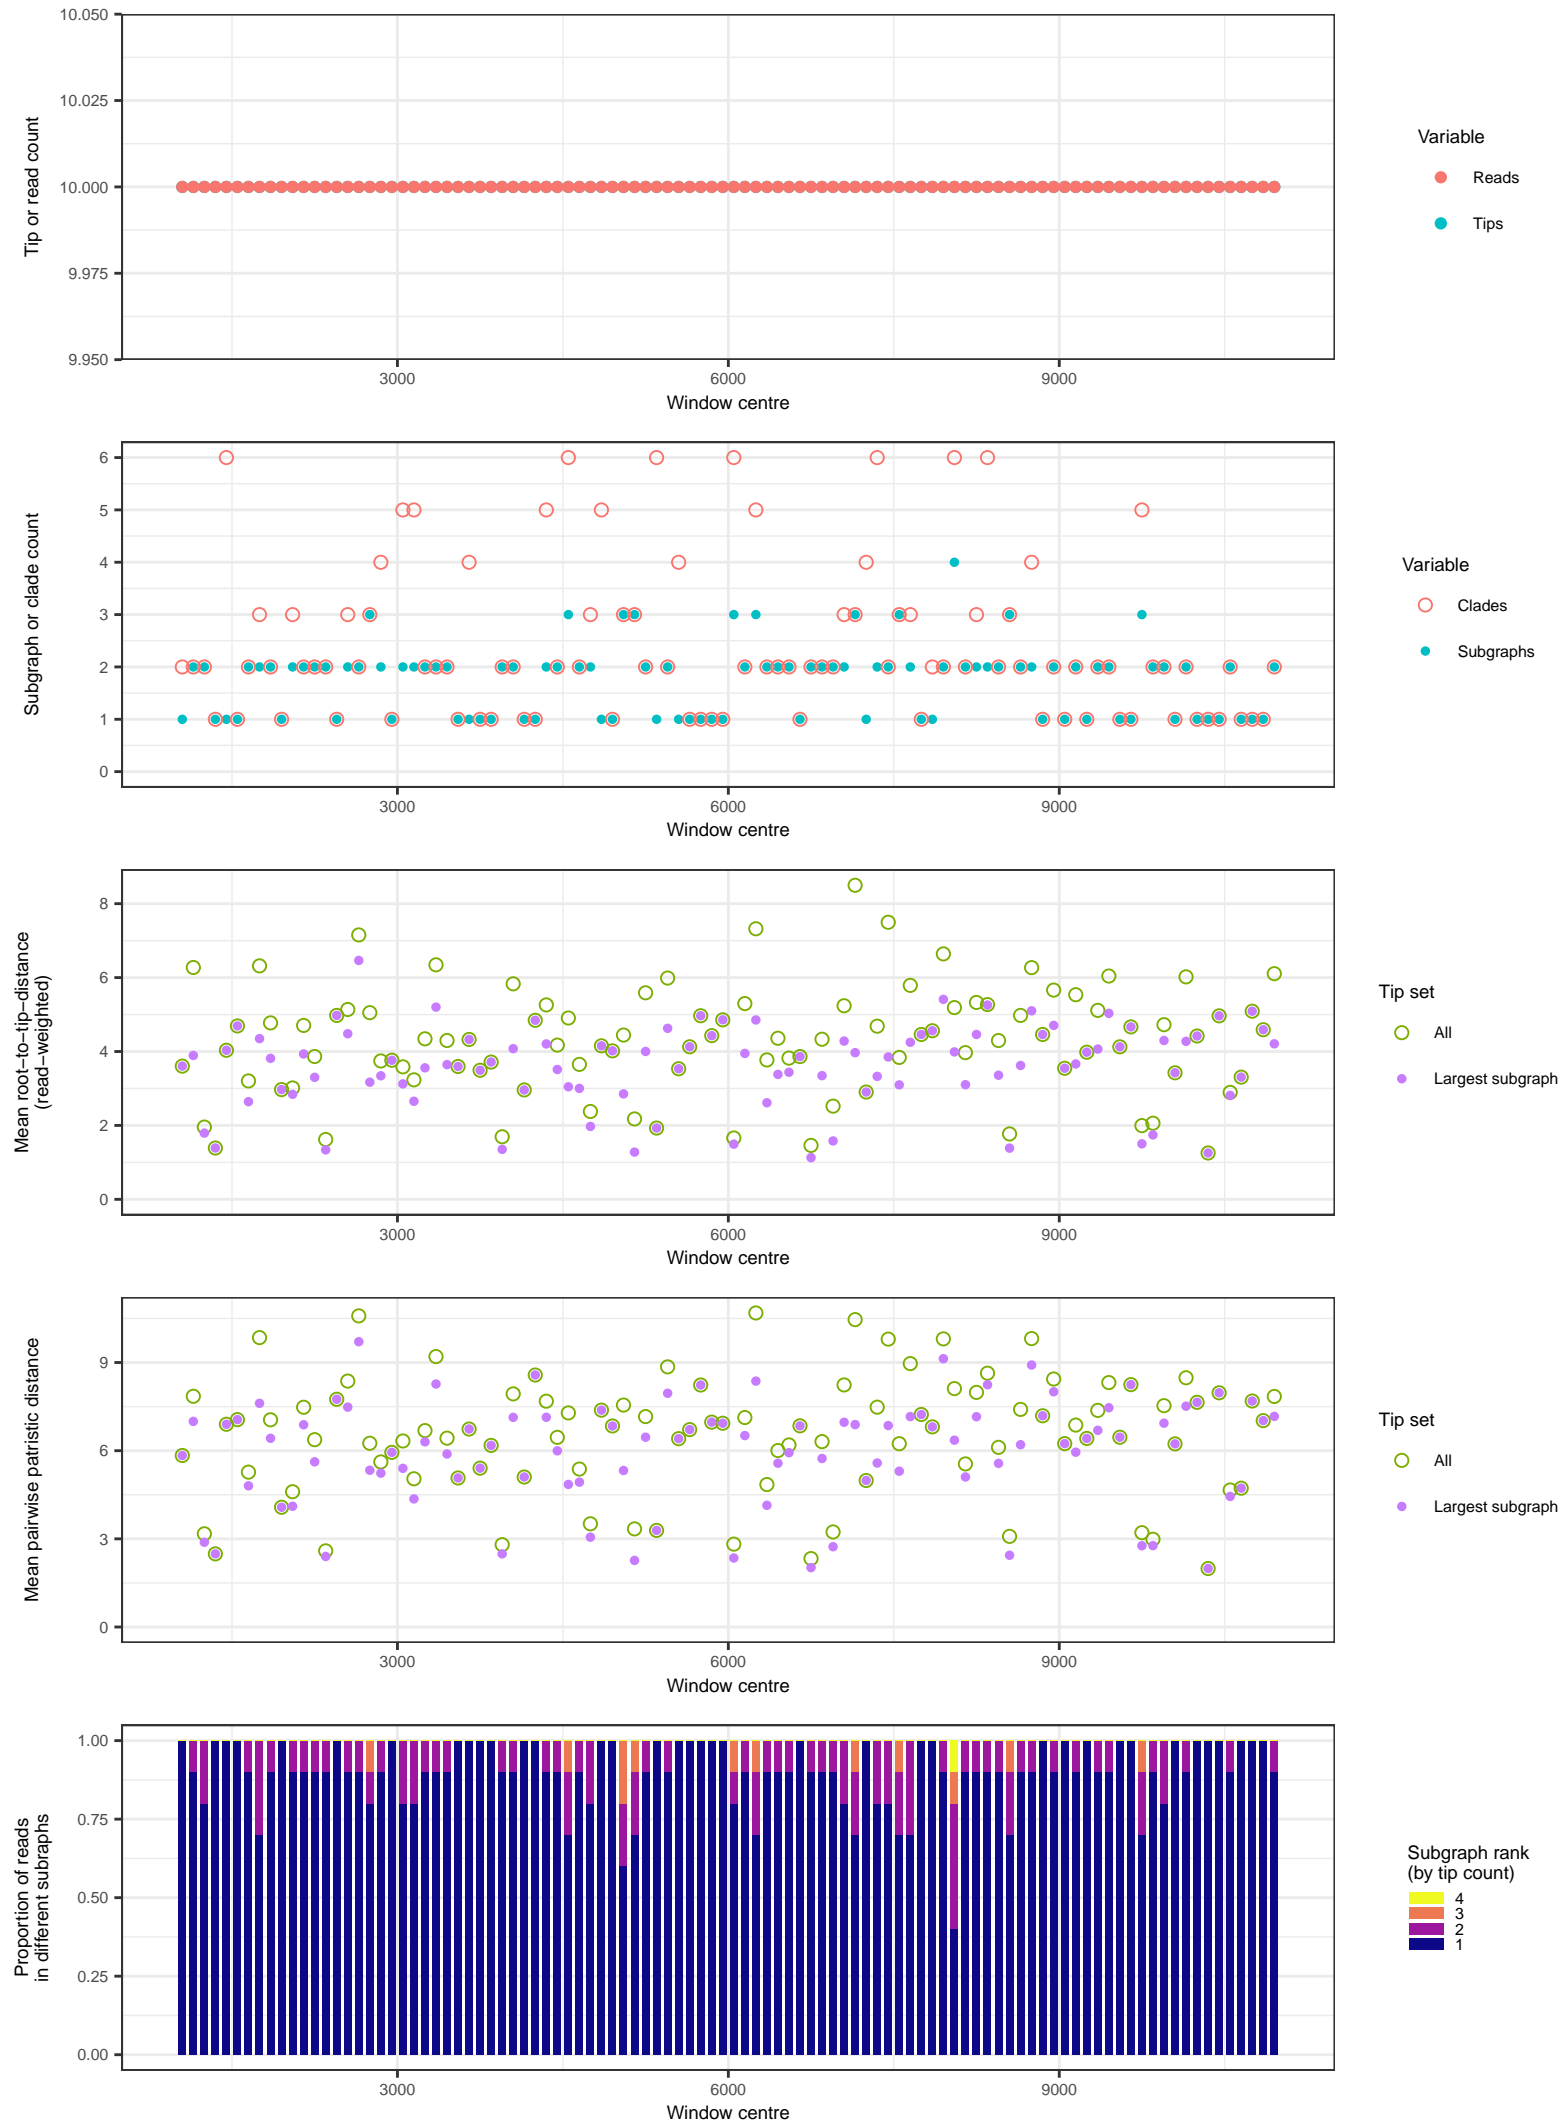 10.050
10.025
10.000
9.975
9.950
Tip or read count
3000
6000
9000
Window centre
Variable
Reads
Tips
6
5
4
3
2
1
0
Subgraph or clade count
3000
6000
9000
Window centre
Variable
Clades
Subgraphs
8
6
4
2
0
Mean root−to−tip−distance
(read−weighted)
3000
6000
9000
Window centre
Tip set
All
Largest subgraph
9
6
3
0
Mean pairwise patristic distance
3000
6000
9000
Window centre
Tip set
All
Largest subgraph
1.00
0.75
0.50
0.25
0.00
Proportion of reads
in different subraphs
3000
6000
9000
Window centre
Subgraph rank
(by tip count)
4
3
2
1